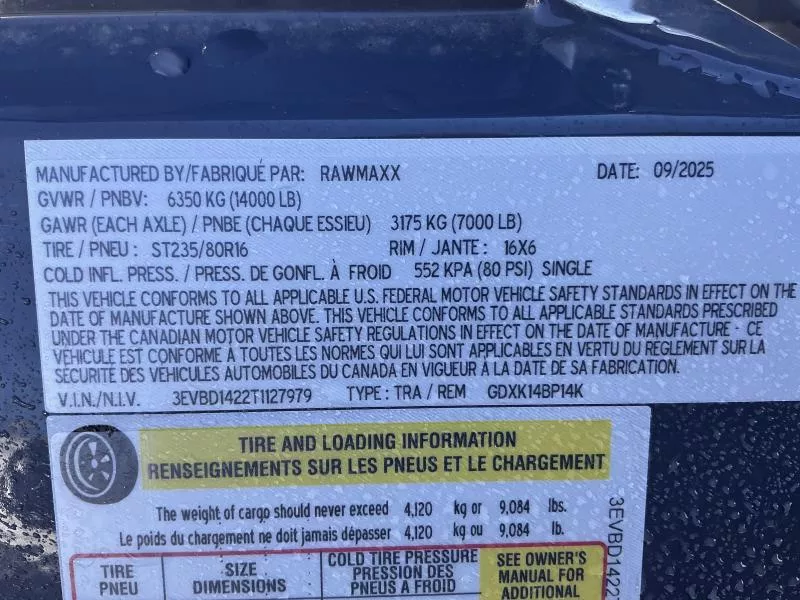 MANUFACTURED BY/FABRIQUÉ PAR: RAWMAXX DATE: 09/2025
GVWR / PNBV: 6350 KG (14000 LB)
GAWR (EACH AXLE) / PNBE (CHAQUE ESSIEU) 3175 KG (7000 LB)
TIRE / PNEU : ST235/80R16 RIM / JANTE : 16X6
COLD INFL. PRESS. / PRESS. DE GONFL. À FROID 552 KPA (80 PSI) SINGLE
THIS VEHICLE CONFORMS TO ALL APPLICABLE U.S. FEDERAL MOTOR VEHICLE SAFETY STANDARDS IN EFFECT ON THE
DATE OF MANUFACTURE SHOWN ABOVE. THIS VEHICLE CONFORMS TO ALL APPLICABLE STANDARDS PRESCRIBED
UNDER THE CANADIAN MOTOR VEHICLE SAFETY REGULATIONS IN EFFECT ON THE DATE OF MANUFACTURE - CE
VÉHICULE EST CONFORME À TOUTES LES NORMES QUI LUI SONT APPLICABLES EN VERTU DU RÈGLEMENT SUR LA
SÉCURITÉ DES VÉHICULES AUTOMOBILES DU CANADA EN VIGUEUR À LA DATE DE SA FABRICATION.
V.I.N./N.I.V. 3EVBD1422T1127979 TYPE : TRA / REM GDXK14BP14K
TIRE AND LOADING INFORMATION
RENSEIGNEMENTS SUR LES PNEUS ET LE CHARGEMENT
The weight of cargo should never exceed 4,120 kg or 9,084 lbs.
Le poids du chargement ne doit jamais dépasser 4,120 kg ou 9,084 lb.
TIRE
PNEU
SIZE
DIMENSIONS
COLD TIRE PRESSURE
PRESSION DES
PNEUS A FROID
SEE OWNER'S
MANUAL FOR
ADDITIONAL
3EVBD1422